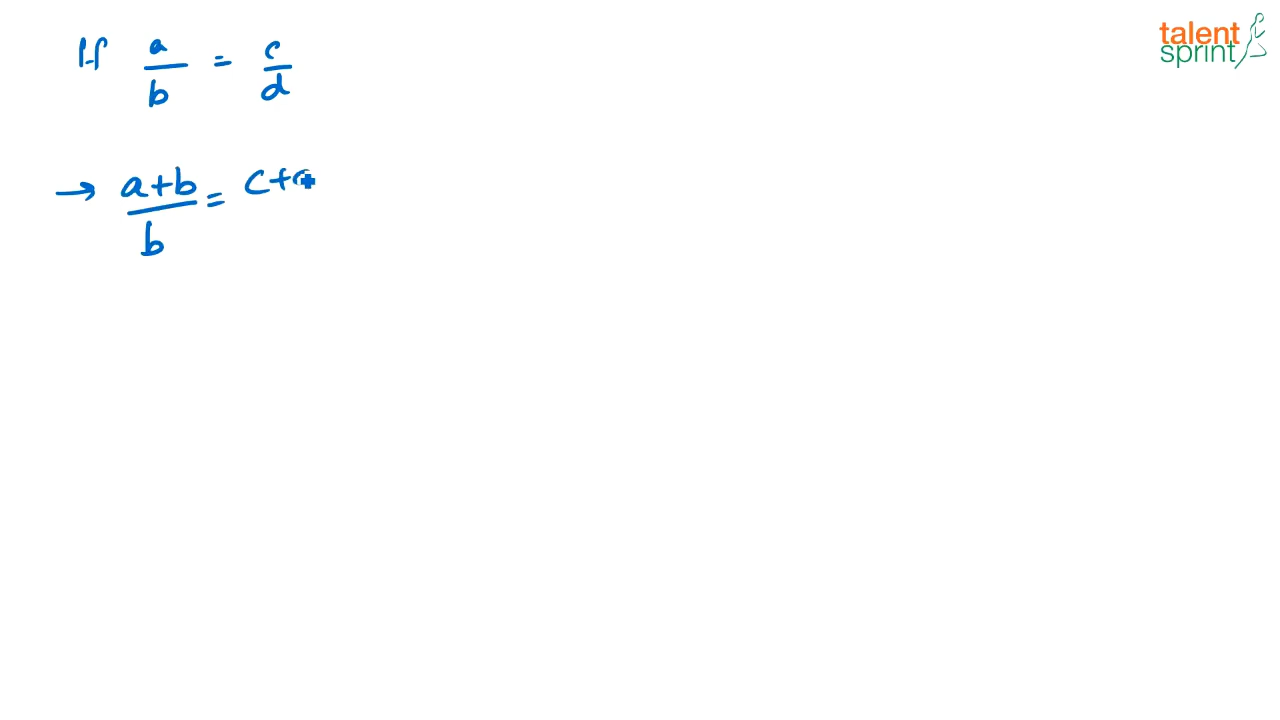 talent
sprint
If a/b = c/d
→ (a+b)/b = c+